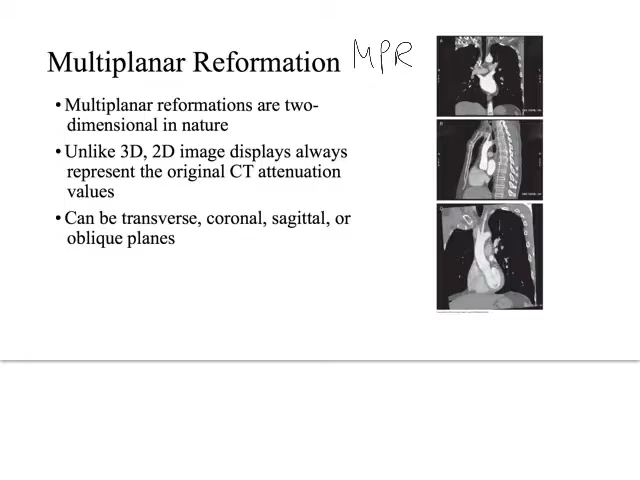 Multiplanar Reformation MPR
• Multiplanar reformations are two-
dimensional in nature
• Unlike 3D, 2D image displays always
represent the original CT attenuation
values
• Can be transverse, coronal, sagittal, or
oblique planes